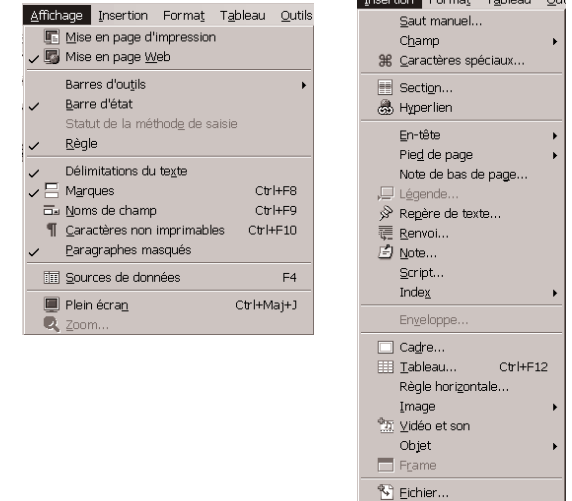 Affichage Insertion Format Tableau Outils
Mise en page d'impression
Mise en page Web
Barres d'outils
Barre d'état
Statut de la méthode de saisie
Règle
Délimitations du texte
Marques Ctrl+F8
Noms de champ Ctrl+F9
Caractères non imprimables Ctrl+F10
Paragraphes masqués
Sources de données F4
Plein écran Ctrl+Maj+J
Zoom...
Insertion Format Tableau
Saut manuel...
Champ
Caractères spéciaux...
Section...
Hyperlien
En-tête
Pied de page
Note de bas de page...
Légende...
Repère de texte...
Renvoi...
Note...
Script...
Index
Enveloppe...
Cadre...
Tableau... Ctrl+F12
Règle horizontale...
Image
Vidéo et son
Objet
Frame
Fichier...